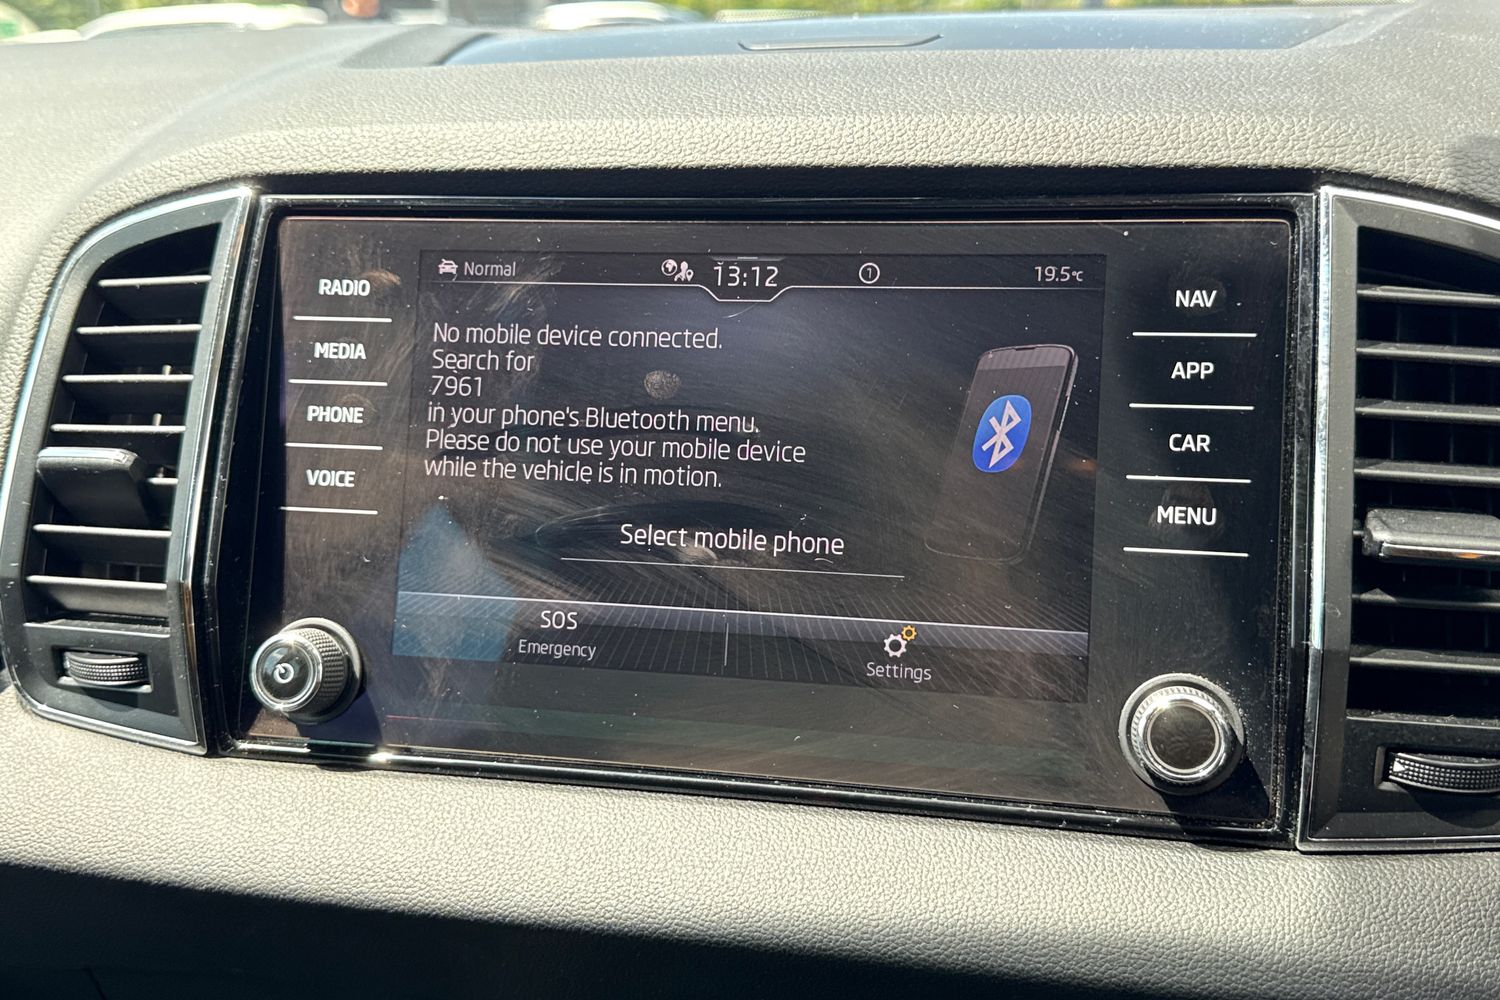 Normal
13:12
1
19.5°C
RADIO
MEDIA
PHONE
VOICE
No mobile device connected.
Search for
7961
in your phone's Bluetooth menu.
Please do not use your mobile device
while the vehicle is in motion.
Select mobile phone
SOS
Emergency
Settings
NAV
APP
CAR
MENU